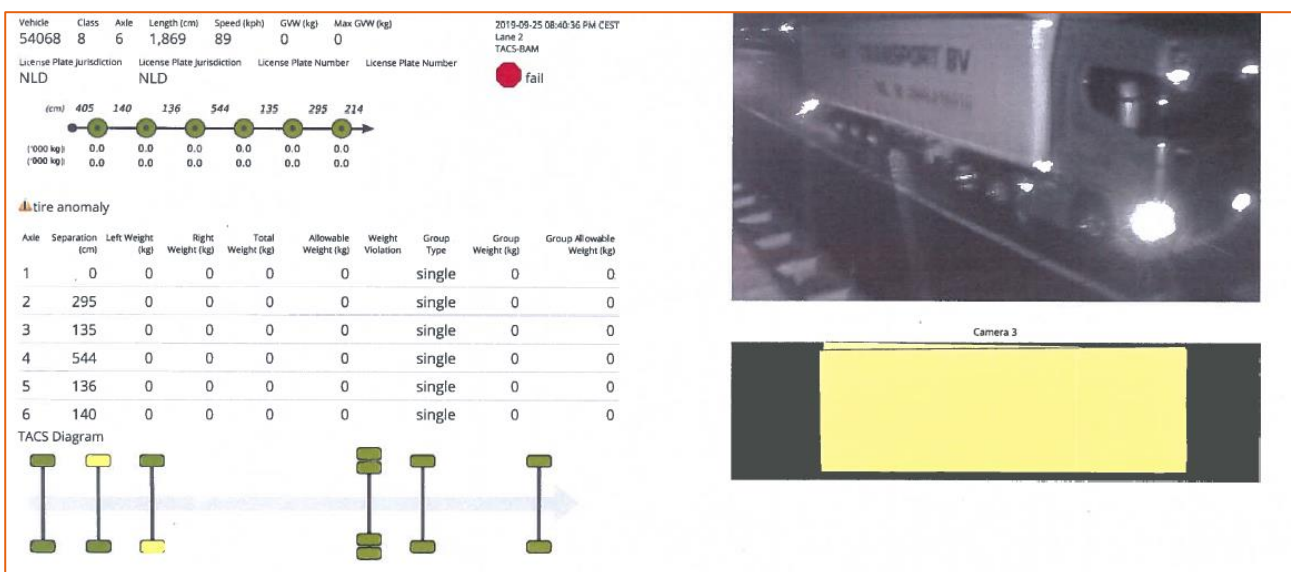 Vehicle Class Axle Length (cm) Speed (kph) GVW (kg) Max GVW (kg)
54068 8 6 1,869 89 0 0
License Plate Jurisdiction License Plate Jurisdiction License Plate Number License Plate Number
NLD NLD
2019-09-25 08:40:36 PM CEST
Lane 2
TACS-BAM
fail
(cm) 405 140 136 544 135 295 214
('000 kg) 0.0 0.0 0.0 0.0 0.0 0.0
('000 kg) 0.0 0.0 0.0 0.0 0.0 0.0
tire anomaly
Axle Separation (cm) Left Weight (kg) Right Weight (kg) Total Weight (kg) Allowable Weight (kg) Weight Violation Group Type Group Weight (kg) Group Allowable Weight (kg)
1 0 0 0 0 0 single 0 0
2 295 0 0 0 0 single 0 0
3 135 0 0 0 0 single 0 0
4 544 0 0 0 0 single 0 0
5 136 0 0 0 0 single 0 0
6 140 0 0 0 0 single 0 0
TACS Diagram
TRANSPORT BV
Camera 3